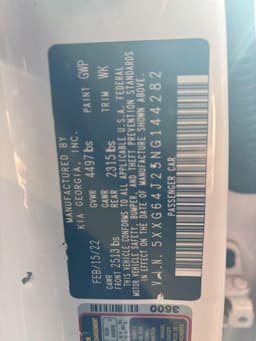 MANUFACTURED BY
KIA GEORGIA, INC.
FEB/15/22
GVWR
4497 lbs
PAINT GWP
GAWR
FRONT 2513 lbs
GAWR
REAR 2315 lbs
TRIM WK
THIS VEHICLE CONFORMS TO ALL APPLICABLE U.S.A. FEDERAL
MOTOR VEHICLE SAFETY, BUMPER, AND THEFT PREVENTION STANDARDS
IN EFFECT ON THE DATE OF MANUFACTURE SHOWN ABOVE.
V.I.N. 5XXG64J25NG144282
PASSENGER CAR
3600